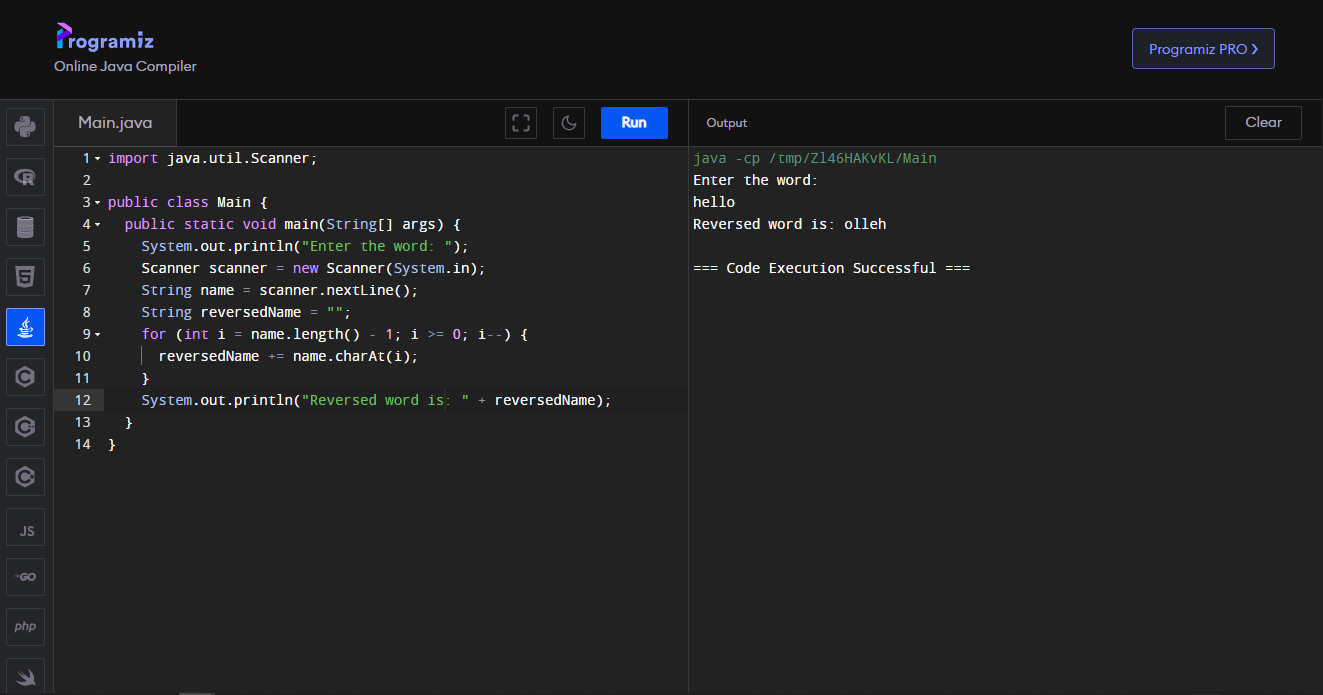 Programiz
Online Java Compiler
Programiz PRO ❯
Main.java
Run
Output
Clear
1 import java.util.Scanner;
2
3 public class Main {
4   public static void main(String[] args) {
5     System.out.println("Enter the word: ");
6     Scanner scanner = new Scanner(System.in);
7     String name = scanner.nextLine();
8     String reversedName = "";
9     for (int i = name.length() - 1; i >= 0; i--) {
10       reversedName += name.charAt(i);
11     }
12     System.out.println("Reversed word is: " + reversedName);
13   }
14 }
java -cp /tmp/Zl46HAKvKL/Main
Enter the word:
hello
Reversed word is: olleh
=== Code Execution Successful ===
R
5
C
C+
C
JS
GO
php